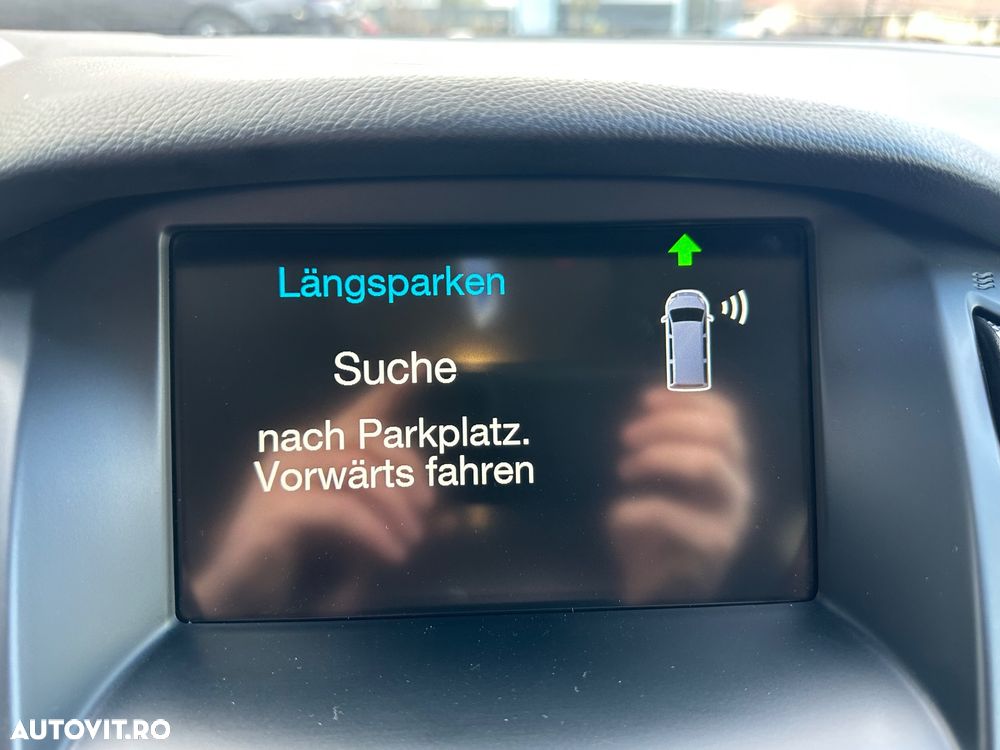 Längsparken
Suche
nach Parkplatz.
Vorwärts fahren
AUTOVIT.RO